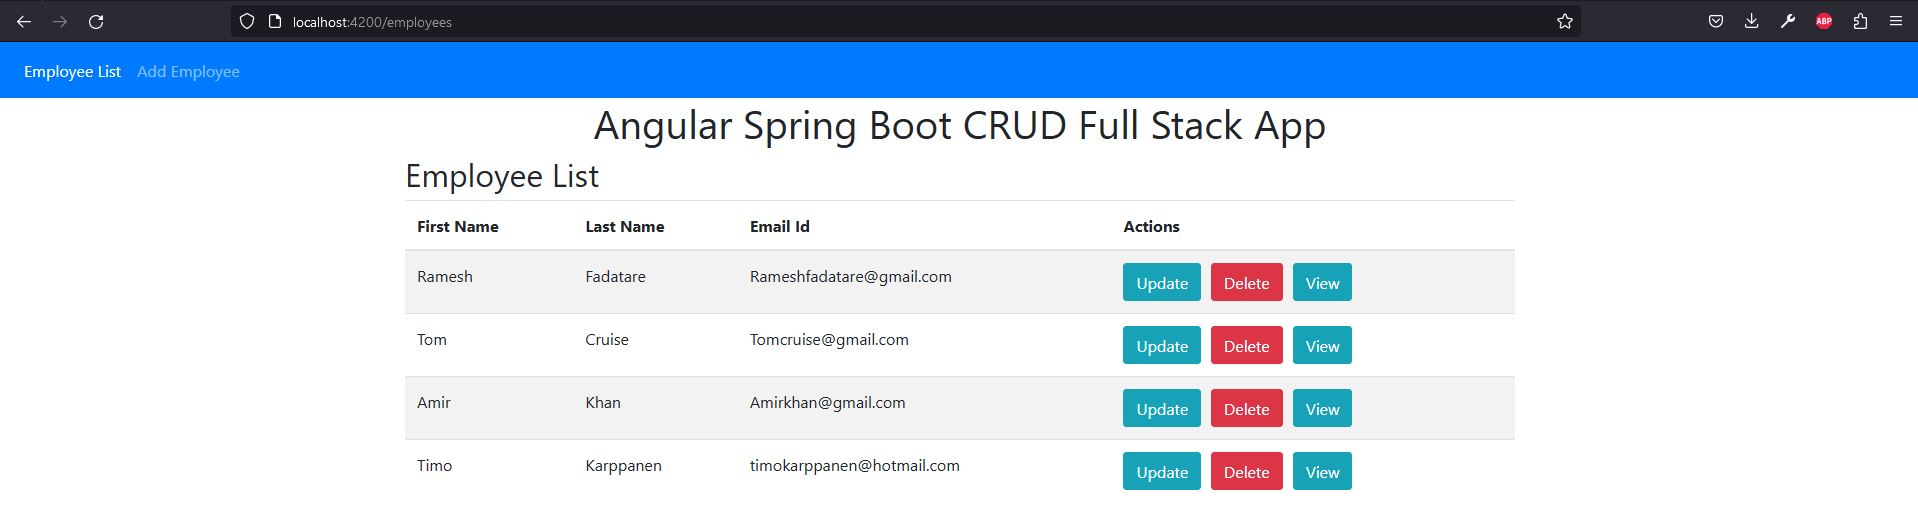 localhost:4200/employees
ABP
Employee List Add Employee
Angular Spring Boot CRUD Full Stack App
Employee List
First Name Last Name Email Id Actions
Ramesh Fadatare Rameshfadatare@gmail.com Update Delete View
Tom Cruise Tomcruise@gmail.com Update Delete View
Amir Khan Amirkhan@gmail.com Update Delete View
Timo Karppanen timokarppanen@hotmail.com Update Delete View